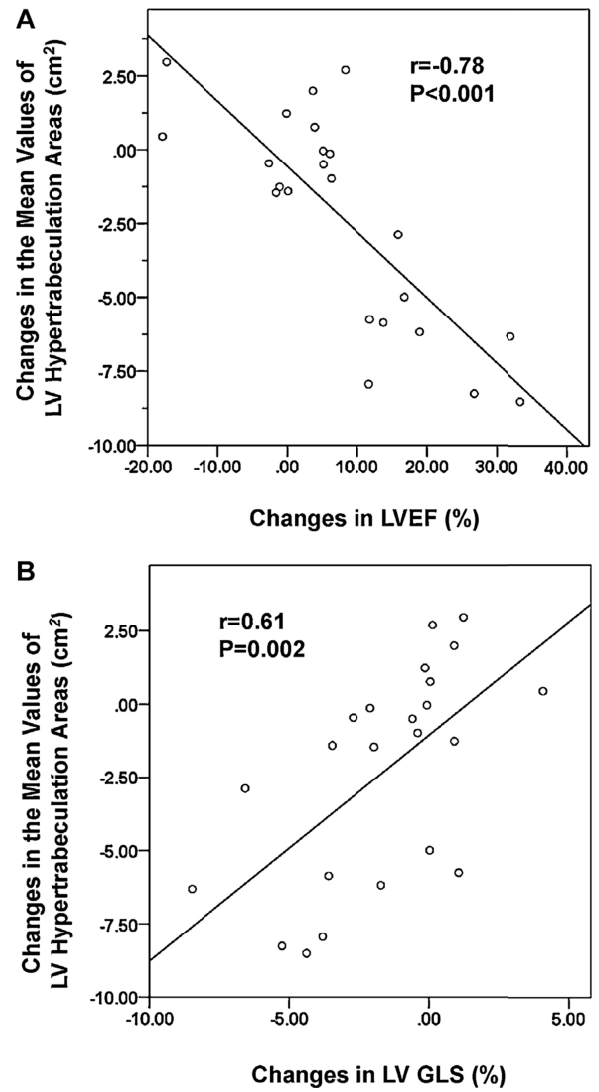 A
Changes in the Mean Values of
LV Hypertrabeculation Areas (cm²)
r=-0.78
P<0.001
2.50
.00
-2.50
-5.00
-7.50
-10.00
-20.00 -10.00 .00 10.00 20.00 30.00 40.00
Changes in LVEF (%)
B
Changes in the Mean Values of
LV Hypertrabeculation Areas (cm²)
r=0.61
P=0.002
2.50
.00
-2.50
-5.00
-7.50
-10.00
-10.00 -5.00 .00 5.00
Changes in LV GLS (%)